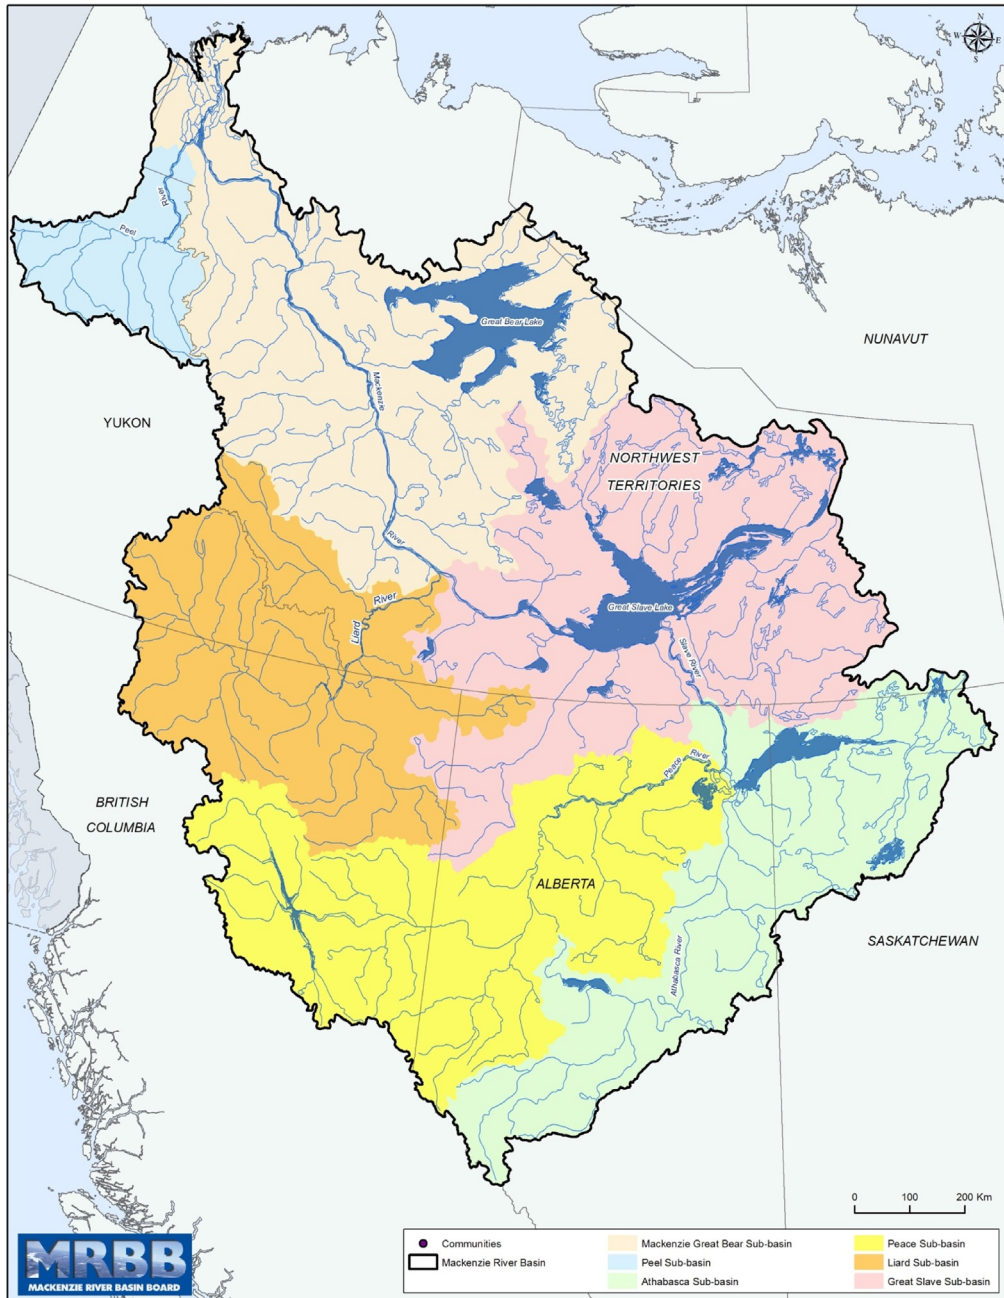 N
W
E
S
Peel
River
Great Bear Lake
NUNAVUT
Mackenzie
YUKON
NORTHWEST
TERRITORIES
River
River
Liard
Great Slave Lake
Slave River
Peace
River
BRITISH
COLUMBIA
ALBERTA
Athabasca River
SASKATCHEWAN
0 100 200 Km
MRBB
MACKENZIE RIVER BASIN BOARD
Communities
Mackenzie River Basin
Mackenzie Great Bear Sub-basin
Peel Sub-basin
Athabasca Sub-basin
Peace Sub-basin
Liard Sub-basin
Great Slave Sub-basin